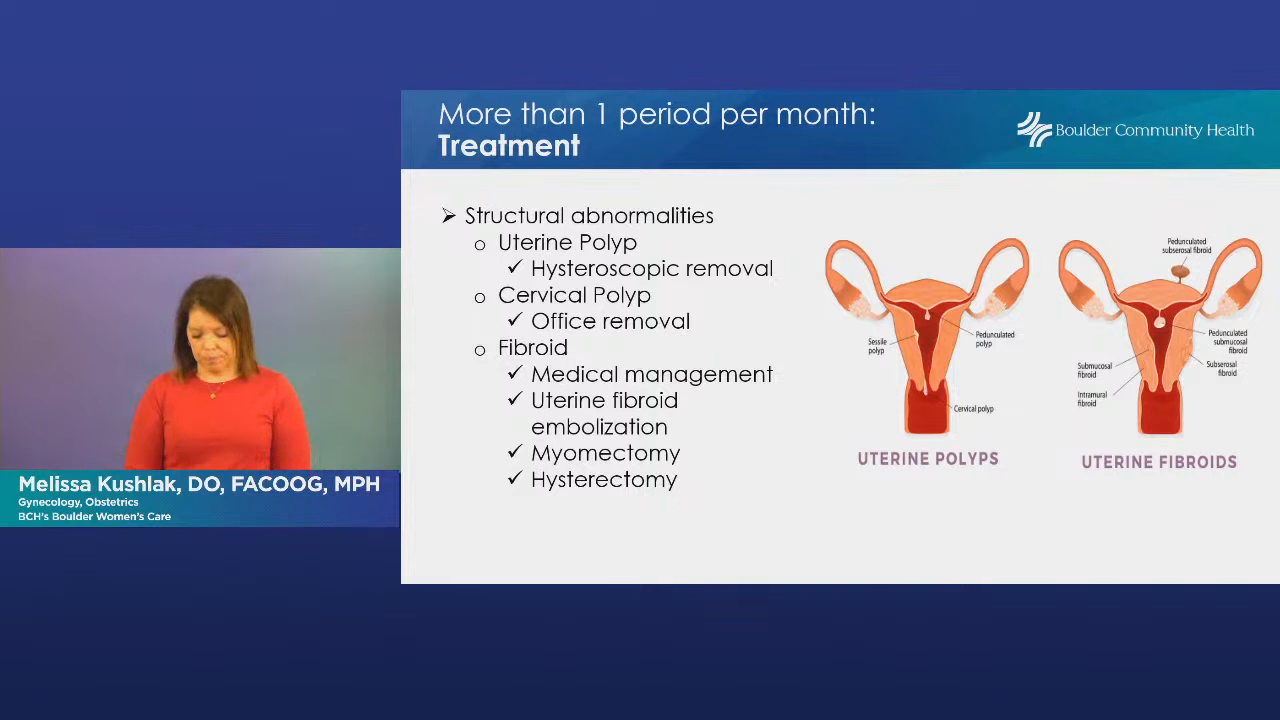 More than 1 period per month:
Treatment
Boulder Community Health
Structural abnormalities
Uterine Polyp
Hysteroscopic removal
Cervical Polyp
Office removal
Fibroid
Medical management
Uterine fibroid
embolization
Myomectomy
Hysterectomy
Sessile
polyp
Pedunculated
polyp
Cervical polyp
UTERINE POLYPS
Pedunculated
subserosal fibroid
Pedunculated
submucosal
fibroid
Subserosal
fibroid
Submucosal
fibroid
Intramural
fibroid
UTERINE FIBROIDS
Melissa Kushlak, DO, FACOOG, MPH
Gynecology, Obstetrics
BCH's Boulder Women's Care